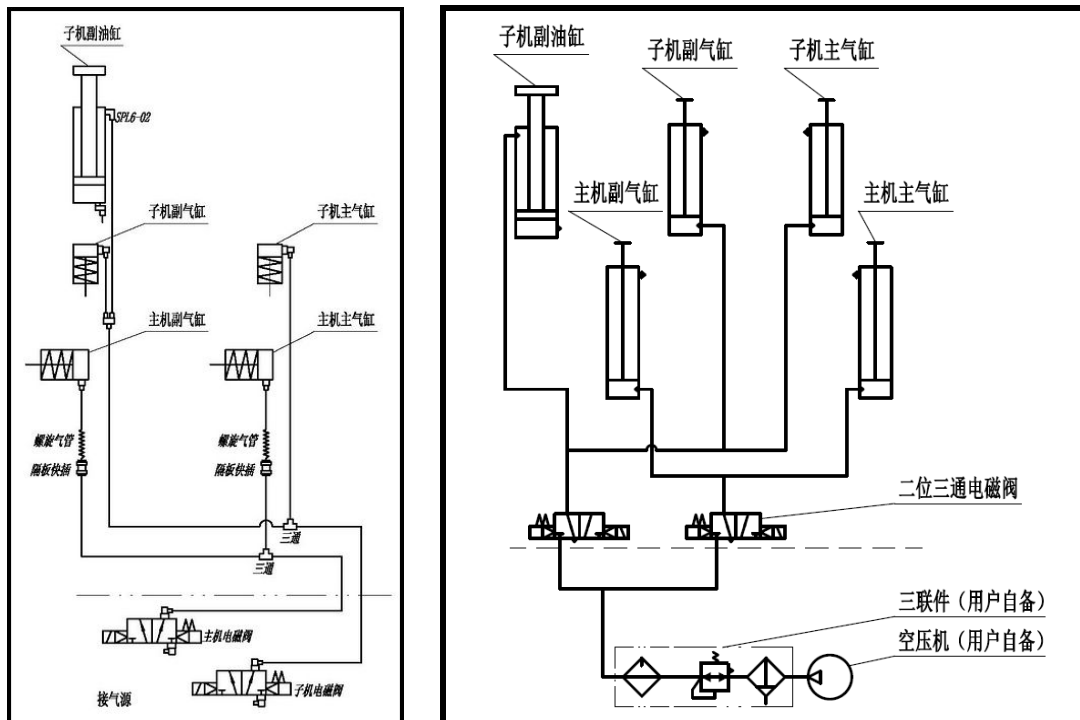 子机副油缸
SPL6-02
子机副气缸
子机主气缸
主机副气缸
主机主气缸
螺旋气管
螺旋气管
隔板快插
隔板快插
三通
三通
主机电磁阀
子机电磁阀
接气源
子机副油缸
子机副气缸
子机主气缸
主机副气缸
主机主气缸
二位三通电磁阀
三联件（用户自备）
空压机（用户自备）